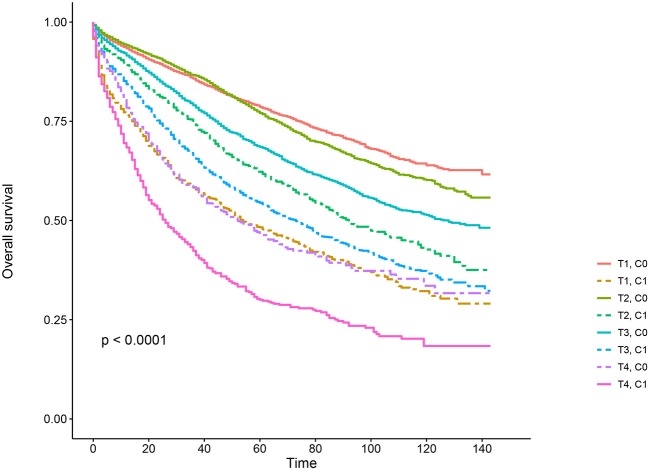 Overall survival
1.00
0.75
0.50
0.25
0.00
p < 0.0001
0 20 40 60 80 100 120 140
Time
T1, C0
T1, C1
T2, C0
T2, C1
T3, C0
T3, C1
T4, C0
T4, C1